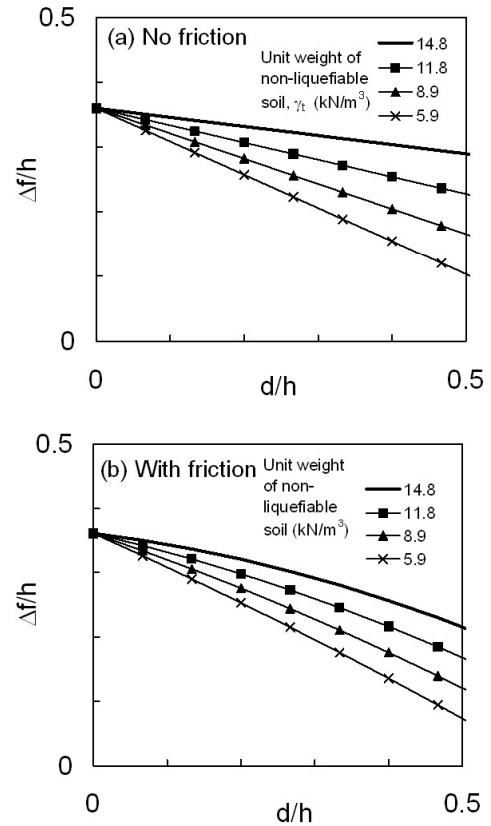 0.5
(a) No friction
Unit weight of
non-liquefiable
soil, γt (kN/m3)
14.8
11.8
8.9
5.9
Δf/h
0
0
d/h
0.5
0.5
(b) With friction
Unit weight
of non-
liquefiable
soil (kN/m3)
14.8
11.8
8.9
5.9
Δf/h
0
0
d/h
0.5